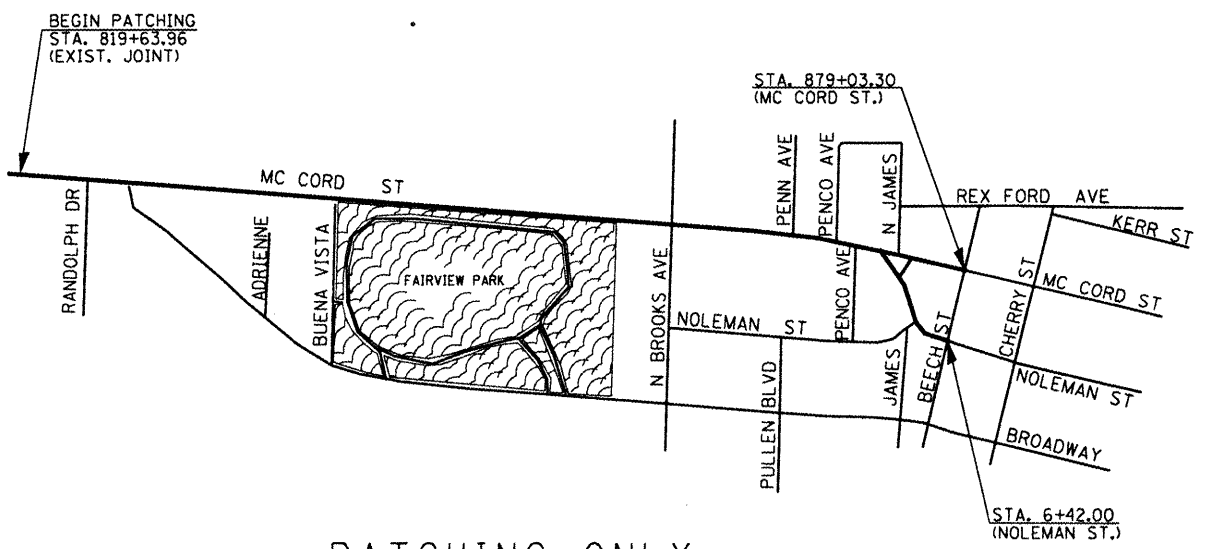 BEGIN PATCHING
STA. 819+63.96
(EXIST. JOINT)
STA. 879+03.30
(MC CORD ST.)
MC CORD ST
RANDOLPH DR
ADRIENNE
BUENA VISTA
FAIRVIEW PARK
N BROOKS AVE
PENN AVE
PENCO AVE
N JAMES
REX FORD AVE
KERR ST
MC CORD ST
CHERRY ST
NOLEMAN ST
PENCO AVE
PULLEN BLVD
JAMES
BEECH ST
NOLEMAN ST
BROADWAY
STA. 6+42.00
(NOLEMAN ST.)
PATCHING ONLY